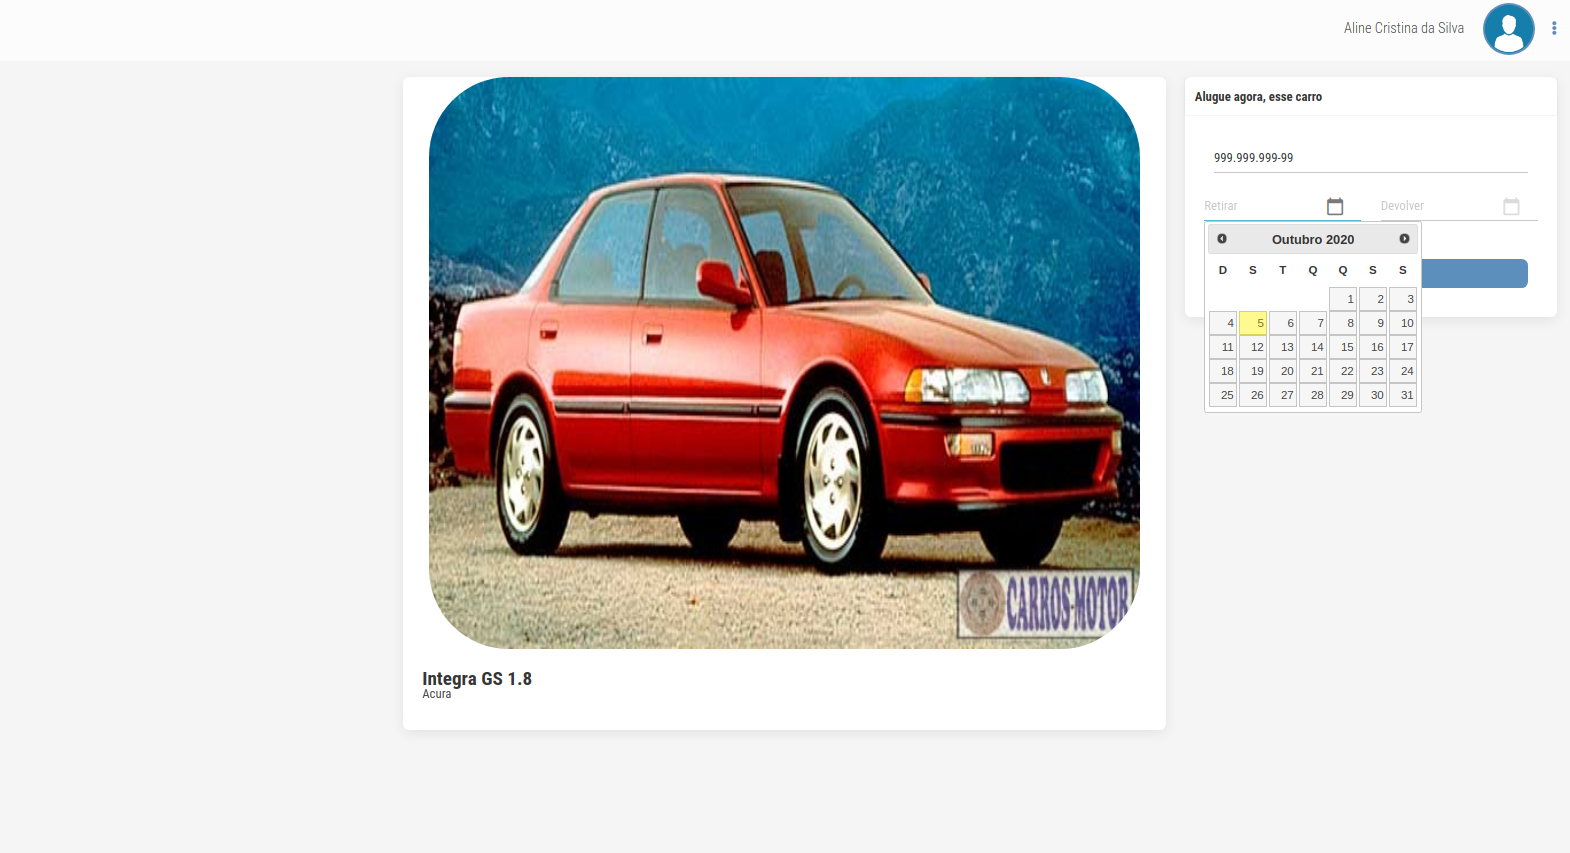 Aline Cristina da Silva
Alugue agora, esse carro
999.999.999-99
Retirar
Devolver
Outubro 2020
D S T Q Q S S
1 2 3
4 5 6 7 8 9 10
11 12 13 14 15 16 17
18 19 20 21 22 23 24
25 26 27 28 29 30 31
CARROS MOTOR
Integra GS 1.8
Acura